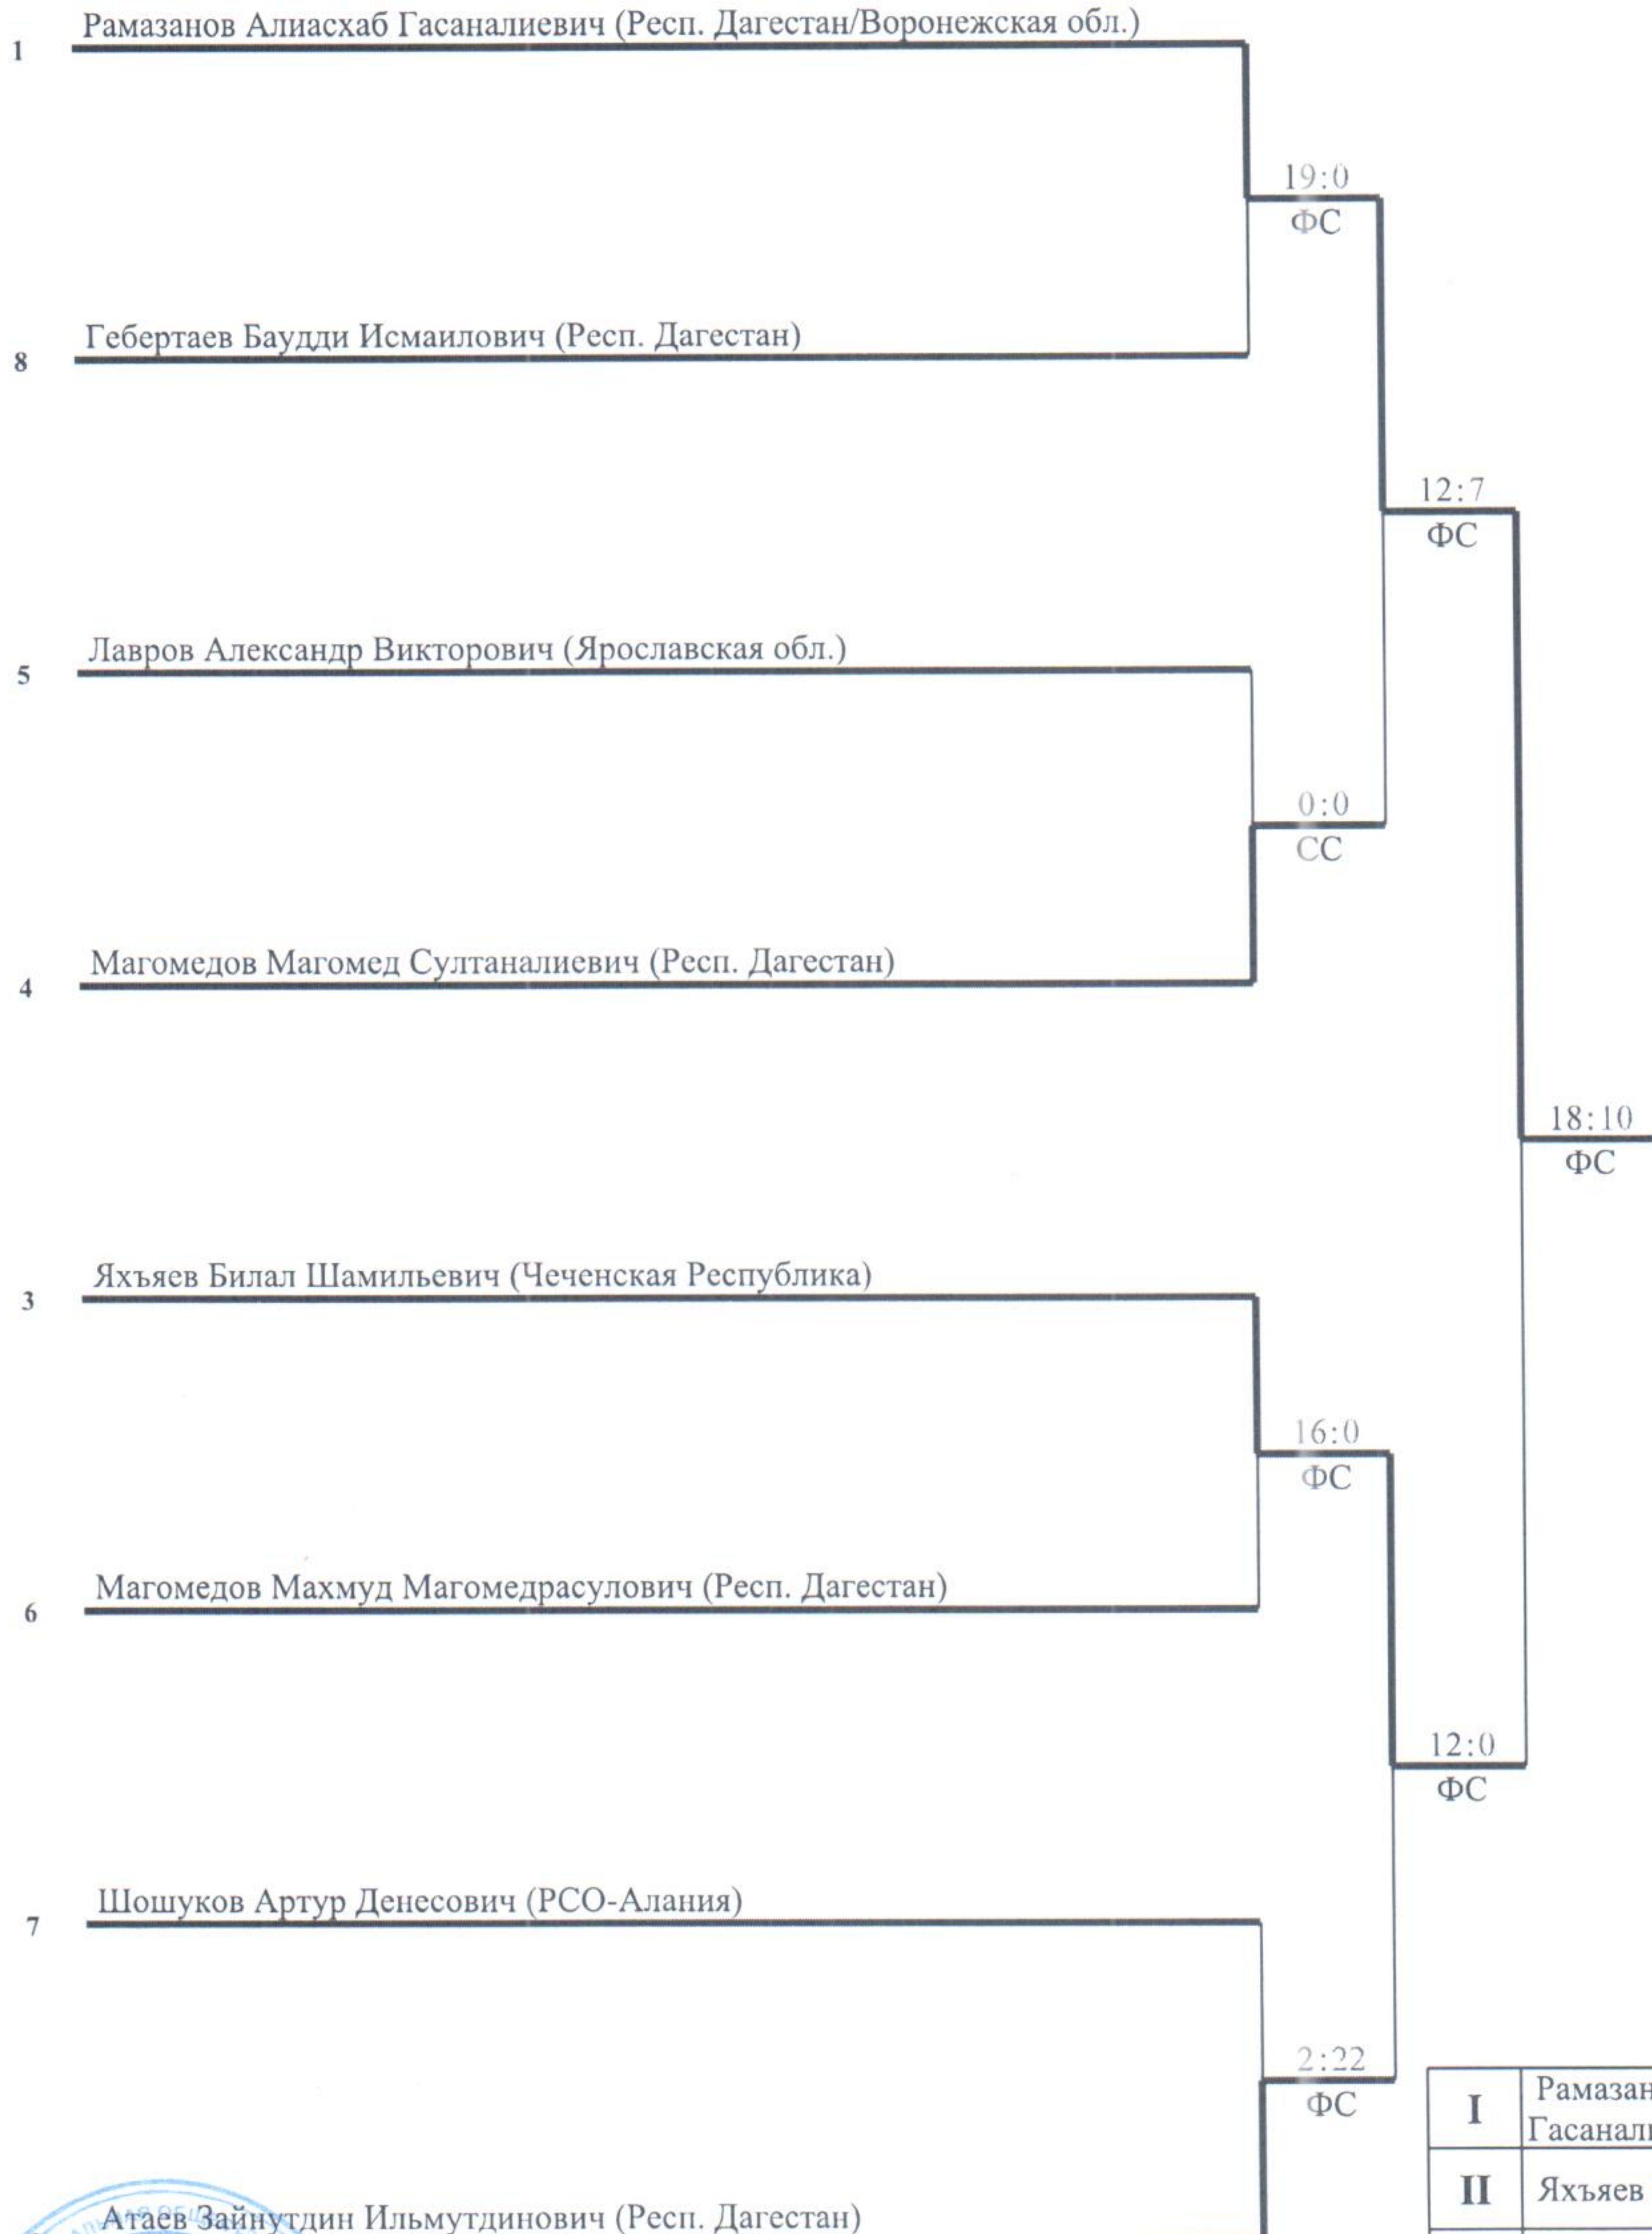 Рамазанов Алиасхаб Гасаналиевич (Респ. Дагестан/Воронежская обл.)
1
19:0
ФС
Гебертаев Баудди Исмаилович (Респ. Дагестан)
8
12:7
ФС
Лавров Александр Викторович (Ярославская обл.)
5
0:0
СС
Магомедов Магомед Султаналиевич (Респ. Дагестан)
4
18:10
ФС
Яхъяев Билал Шамильевич (Чеченская Республика)
3
16:0
ФС
Магомедов Махмуд Магомедрасулович (Респ. Дагестан)
6
12:0
ФС
Шошуков Артур Денесович (РСО-Алания)
7
2:22
ФС
I
Рамазан
Гасанал
II
Яхъяев
Атаев Зайнутдин Ильмутдинович (Респ. Дагестан)